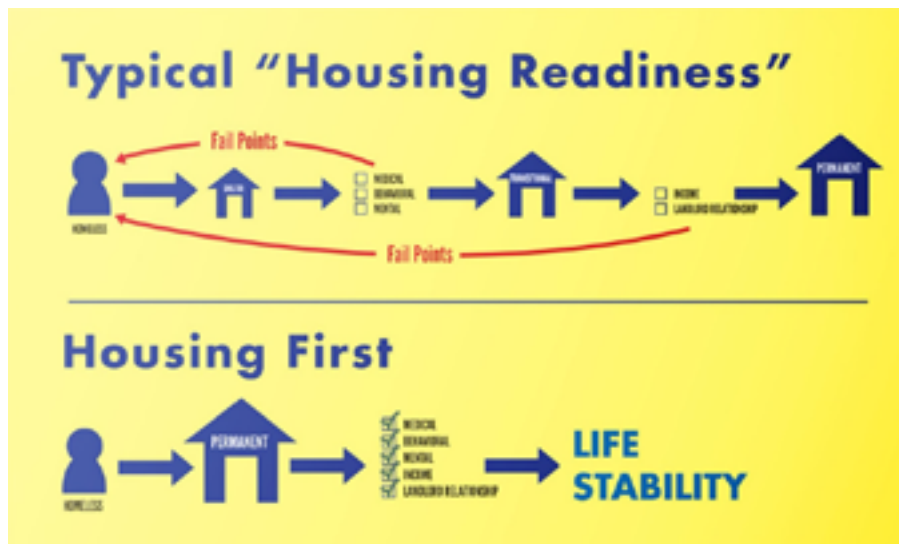 Typical “Housing Readiness”
Fail Points
HOMELESS
SHELTER
MEDICAL
BEHAVIORAL
MENTAL
TRANSITIONAL
INCOME
LANDLORD RELATIONSHIP
PERMANENT
Fail Points
Housing First
HOMELESS
PERMANENT
MEDICAL
BEHAVIORAL
MENTAL
INCOME
LANDLORD RELATIONSHIP
LIFE
STABILITY